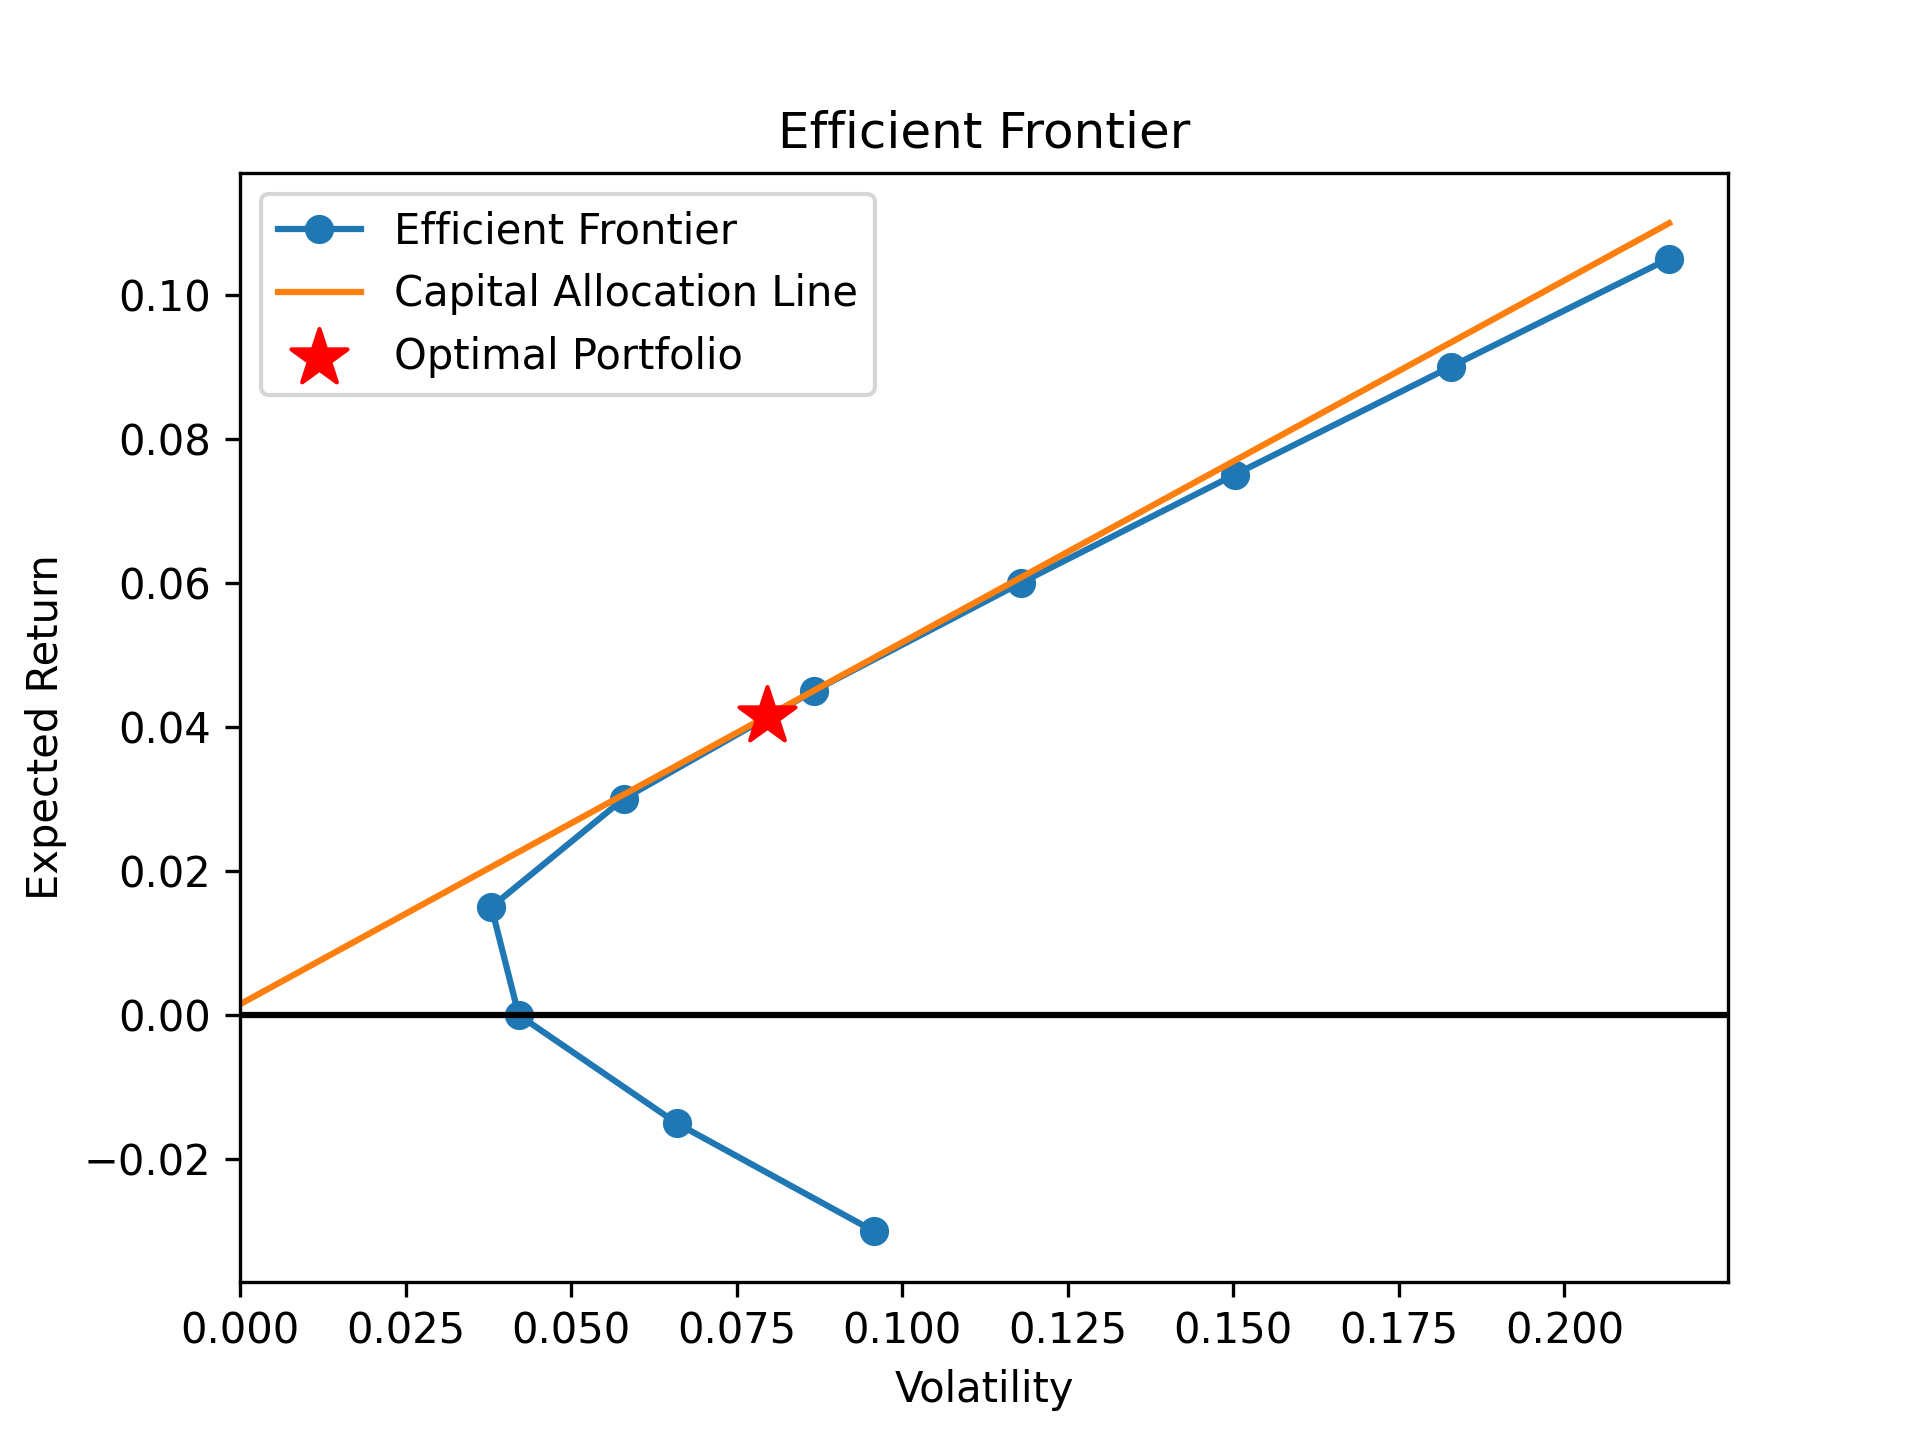 Efficient Frontier
Efficient Frontier
Capital Allocation Line
Optimal Portfolio
Expected Return
0.10
0.08
0.06
0.04
0.02
0.00
−0.02
0.000 0.025 0.050 0.075 0.100 0.125 0.150 0.175 0.200
Volatility